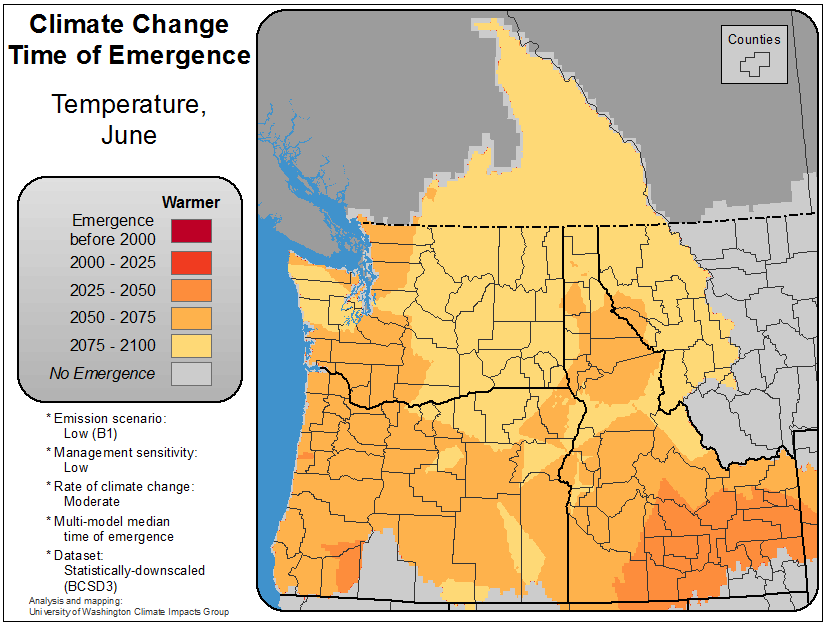 Climate Change
Time of Emergence
Temperature,
June
Warmer
Emergence
before 2000
2000 - 2025
2025 - 2050
2050 - 2075
2075 - 2100
No Emergence
* Emission scenario:
Low (B1)
* Management sensitivity:
Low
* Rate of climate change:
Moderate
* Multi-model median
time of emergence
* Dataset:
Statistically-downscaled
(BCSD3)
Analysis and mapping:
University of Washington Climate Impacts Group
Counties